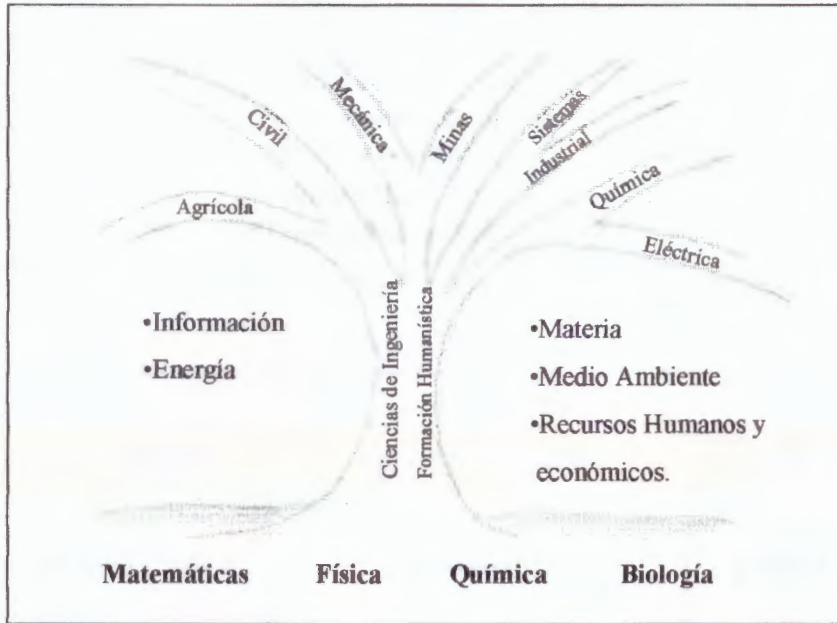 Civil
Mecánica
Minas
Sistemas
Industrial
Química
Agrícola
Eléctrica
Ciencias de Ingeniería
Formación Humanística
•Información
•Energía
•Materia
•Medio Ambiente
•Recursos Humanos y
económicos.
Matemáticas Física Química Biología